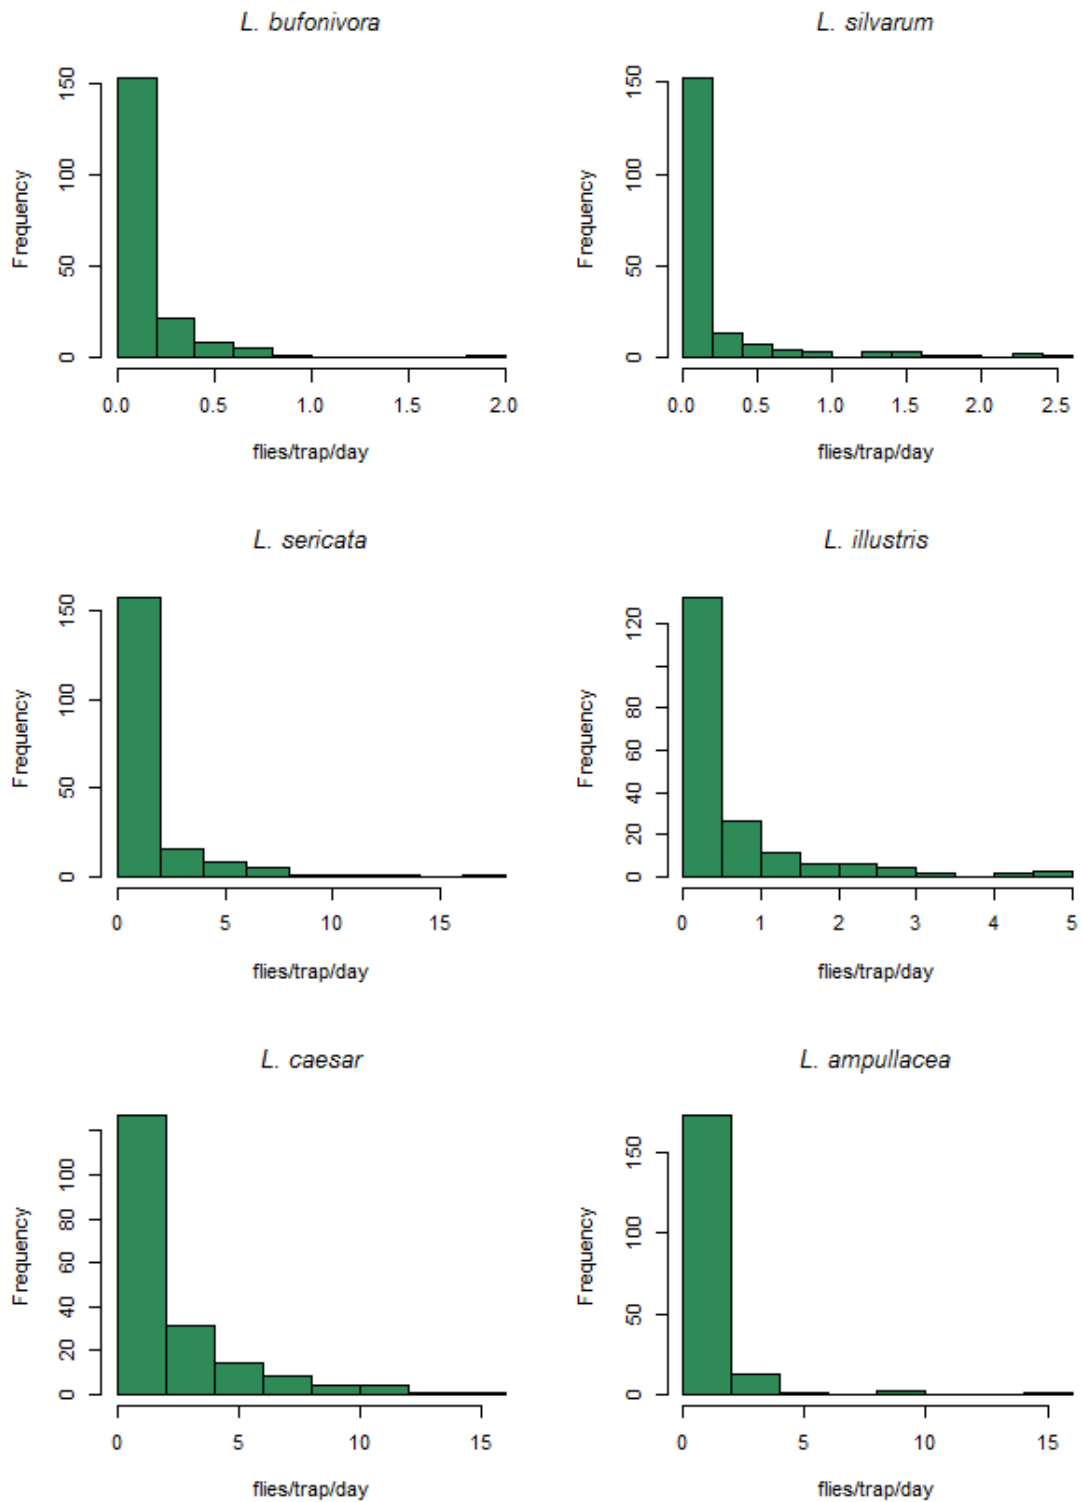 L. bufonivora
Frequency
0 50 100 150
0.0 0.5 1.0 1.5 2.0
flies/trap/day
L. silvarum
Frequency
0 50 100 150
0.0 0.5 1.0 1.5 2.0 2.5
flies/trap/day
L. sericata
Frequency
0 50 100 150
0 5 10 15
flies/trap/day
L. illustris
Frequency
0 20 40 60 80 120
0 1 2 3 4 5
flies/trap/day
L. caesar
Frequency
0 20 40 60 80 100
0 5 10 15
flies/trap/day
L. ampullacea
Frequency
0 50 100 150
0 5 10 15
flies/trap/day